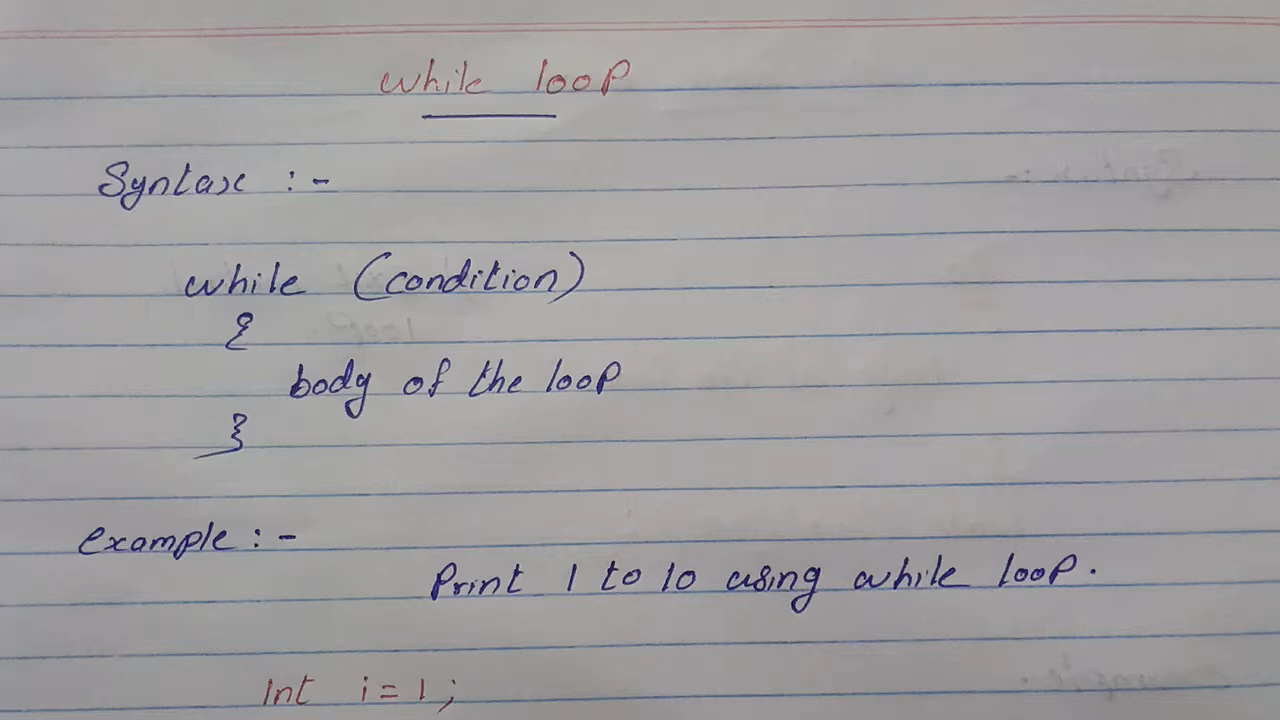 while loop
Syntax :-
while (condition)
{
body of the loop
}
example :-
Print 1 to 10 using while loop.
Int i = 1 ;